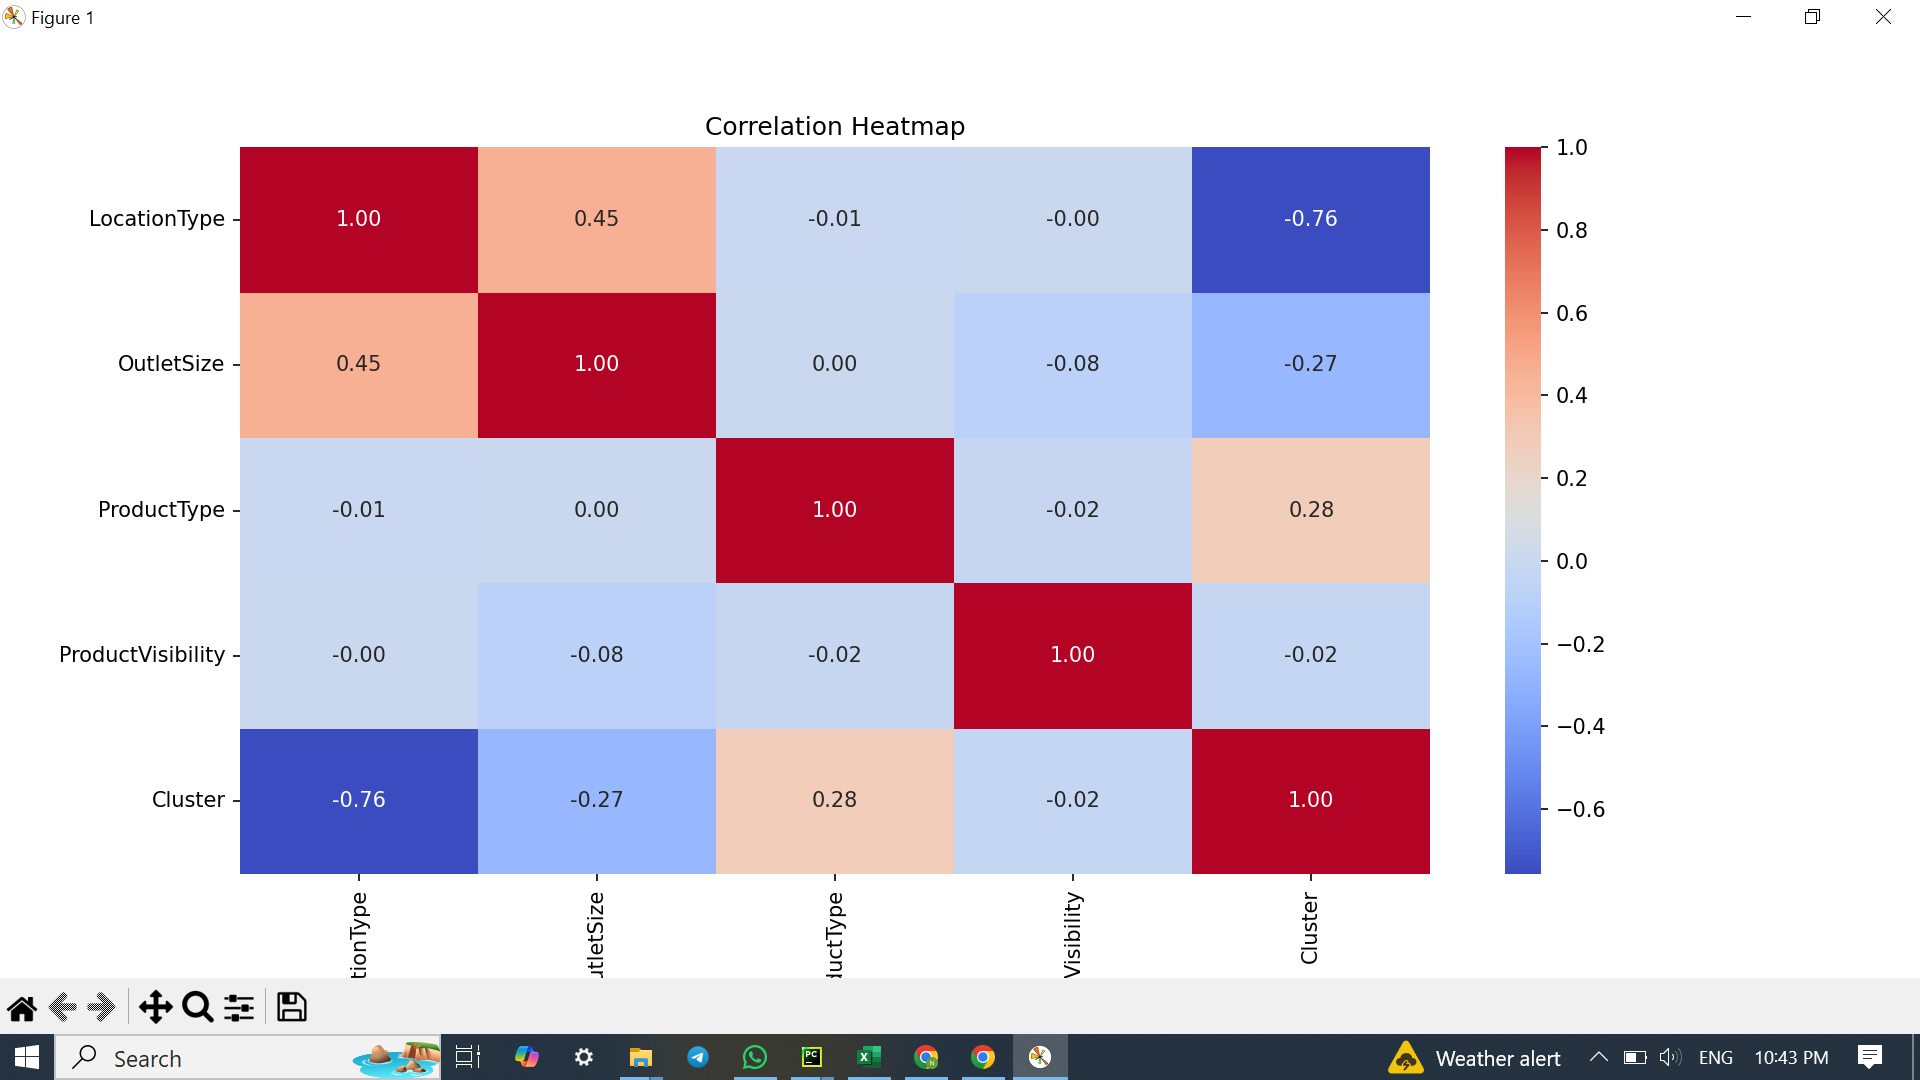 Figure 1
Correlation Heatmap
LocationType 1.00 0.45 -0.01 -0.00 -0.76
OutletSize 0.45 1.00 0.00 -0.08 -0.27
ProductType -0.01 0.00 1.00 -0.02 0.28
ProductVisibility -0.00 -0.08 -0.02 1.00 -0.02
Cluster -0.76 -0.27 0.28 -0.02 1.00
tionType
utletSize
ductType
Visibility
Cluster
1.0
0.8
0.6
0.4
0.2
0.0
−0.2
−0.4
−0.6
Search
PC
X
N
Weather alert
ENG
10:43 PM